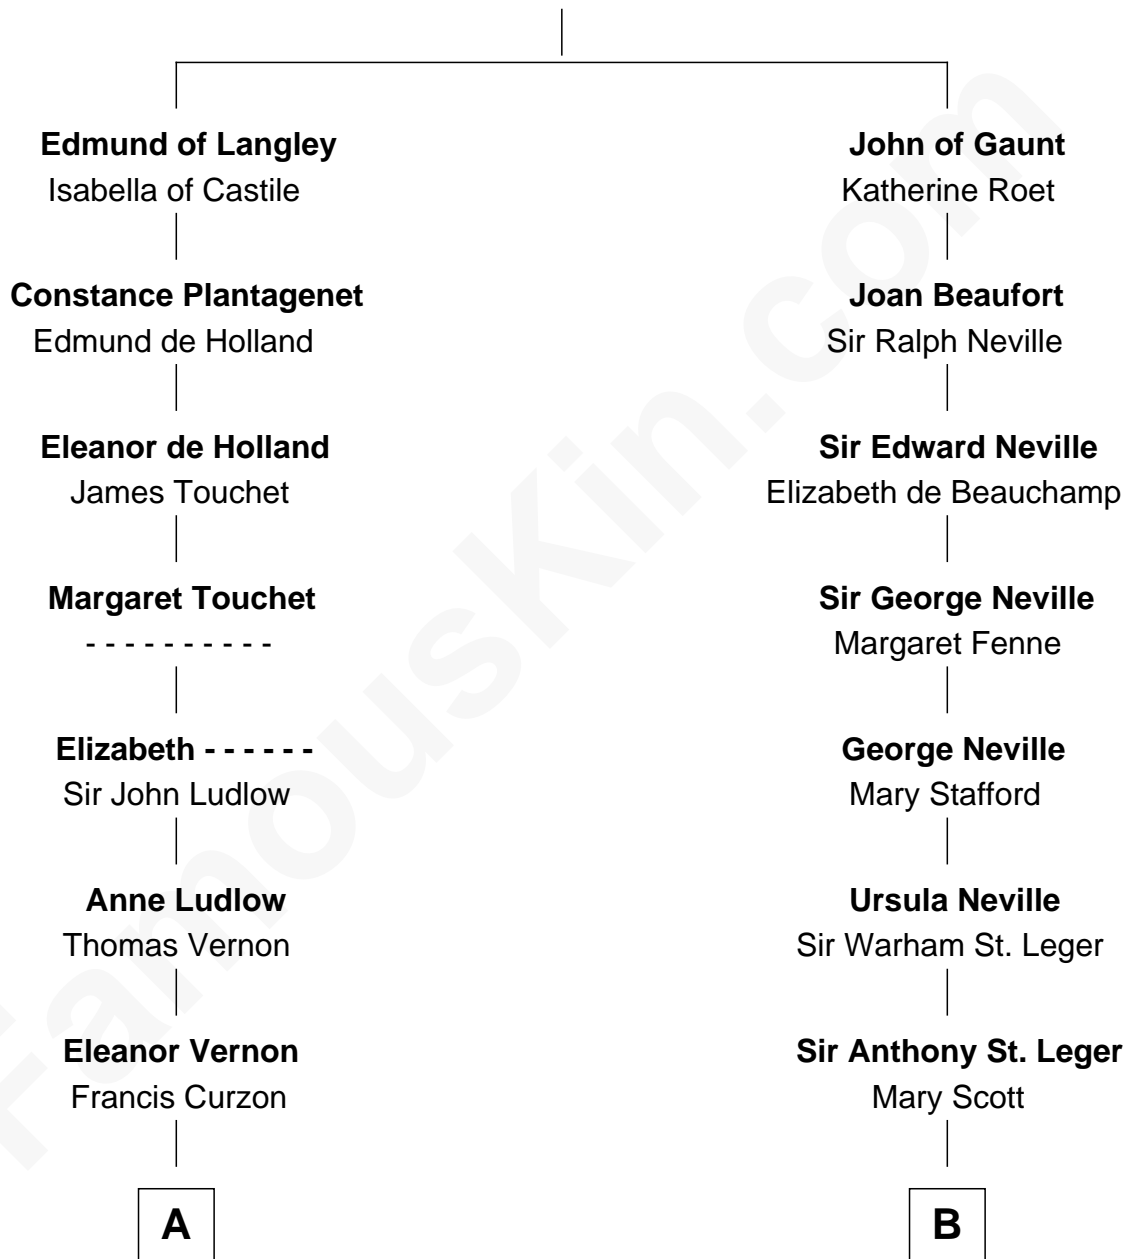 Edmund of Langley
Isabella of Castile
Constance Plantagenet
Edmund de Holland
Eleanor de Holland
James Touchet
Margaret Touchet
- - - - - - - - - -
Elizabeth - - - - - -
Sir John Ludlow
Anne Ludlow
Thomas Vernon
Eleanor Vernon
Francis Curzon
A
John of Gaunt
Katherine Roet
Joan Beaufort
Sir Ralph Neville
Sir Edward Neville
Elizabeth de Beauchamp
Sir George Neville
Margaret Fenne
George Neville
Mary Stafford
Ursula Neville
Sir Warham St. Leger
Sir Anthony St. Leger
Mary Scott
B
FamousKin.com